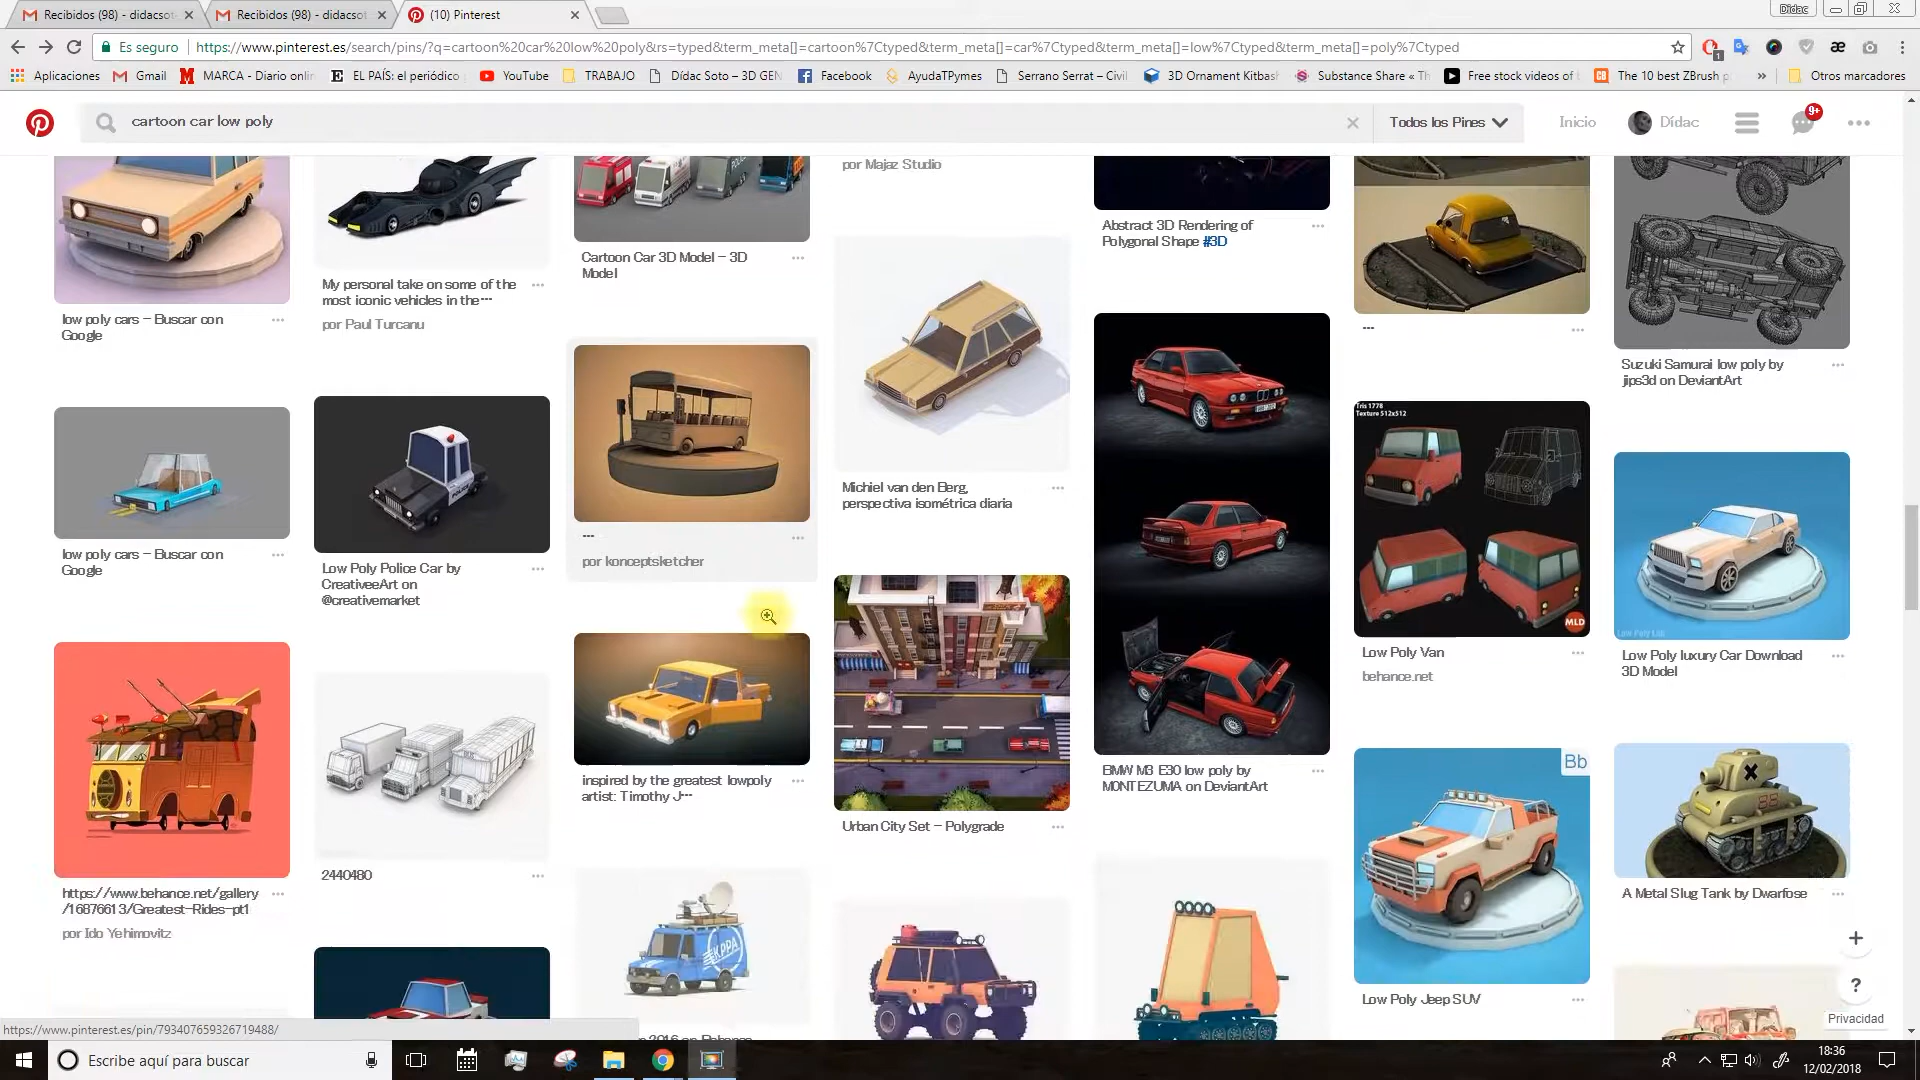 Recibidos (98) - didacsot
Recibidos (98) - didacsot
(10) Pinterest
Dídac
Es seguro
https://www.pinterest.es/search/pins/?q=cartoon%20car%20low%20poly&rs=typed&term_meta[]=cartoon%7Ctyped&term_meta[]=car%7Ctyped&term_meta[]=low%7Ctyped&term_meta[]=poly%7Ctyped
Aplicaciones
Gmail
MARCA - Diario onlin
EL PAÍS: el periódico
YouTube
TRABAJO
Dídac Soto – 3D GEN
Facebook
AyudaTPymes
Serrano Serrat – Civil
3D Ornament Kitbash
Substance Share « Th
Free stock videos of
The 10 best ZBrush p
Otros marcadores
cartoon car low poly
Todos los Pines
Inicio
Dídac
9+
por Majaz Studio
Abstract 3D Rendering of
Polygonal Shape #3D
Cartoon Car 3D Model – 3D
Model
My personal take on some of the
most iconic vehicles in the…
por Paul Turcanu
low poly cars – Buscar con
Google
---
Suzuki Samurai low poly by
jips3d on DeviantArt
Tris 1778
Texture 512x512
POLICE
Michiel van den Berg,
perspectiva isométrica diaria
---
por konceptsketcher
low poly cars – Buscar con
Google
Low Poly Police Car by
CreativeeArt on
@creativemarket
MLD
Low Poly Van
behance.net
Low Poly luxury Car Download
3D Model
inspired by the greatest lowpoly
artist: Timothy J…
BMW M3 E30 low poly by
MONTEZUMA on DeviantArt
Urban City Set – Polygrade
Bb
88
2440480
https://www.behance.net/gallery
/16876613/Greatest-Rides-pt1
por Ido Yehimovitz
A Metal Slug Tank by Dwarfose
KPPA
Low Poly Jeep SUV
Privacidad
https://www.pinterest.es/pin/793407659326719488/
Escribe aquí para buscar
18:36
12/02/2018